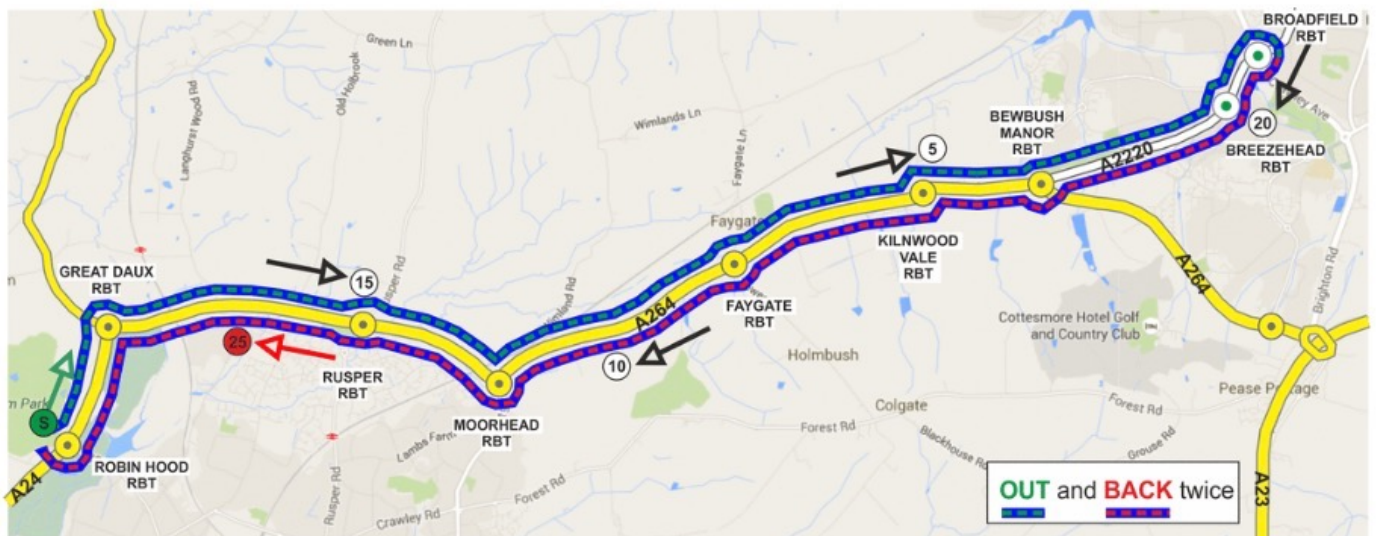 BROADFIELD
RBT
Green Ln
Old Holbrook
Langhurst Wood Rd
Wimlands Ln
Faygate Ln
BEWBUSH
MANOR
RBT
5
20
A2220
BREEZEHEAD
RBT
Faygate
KILNWOOD
VALE
RBT
GREAT DAUX
RBT
15
Rusper Rd
A264
FAYGATE
RBT
A264
Brighton Rd
Cottesmore Hotel Golf
and Country Club
25
10
Holmbush
RUSPER
RBT
Pease Pottage
Forest Rd
Colgate
S
MOORHEAD
RBT
Lambs Farm
Forest Rd
Blackhouse Rd
Grouse Rd
ROBIN HOOD
RBT
A24
Rusper Rd
Forest Rd
Crawley Rd
OUT and BACK twice
A23